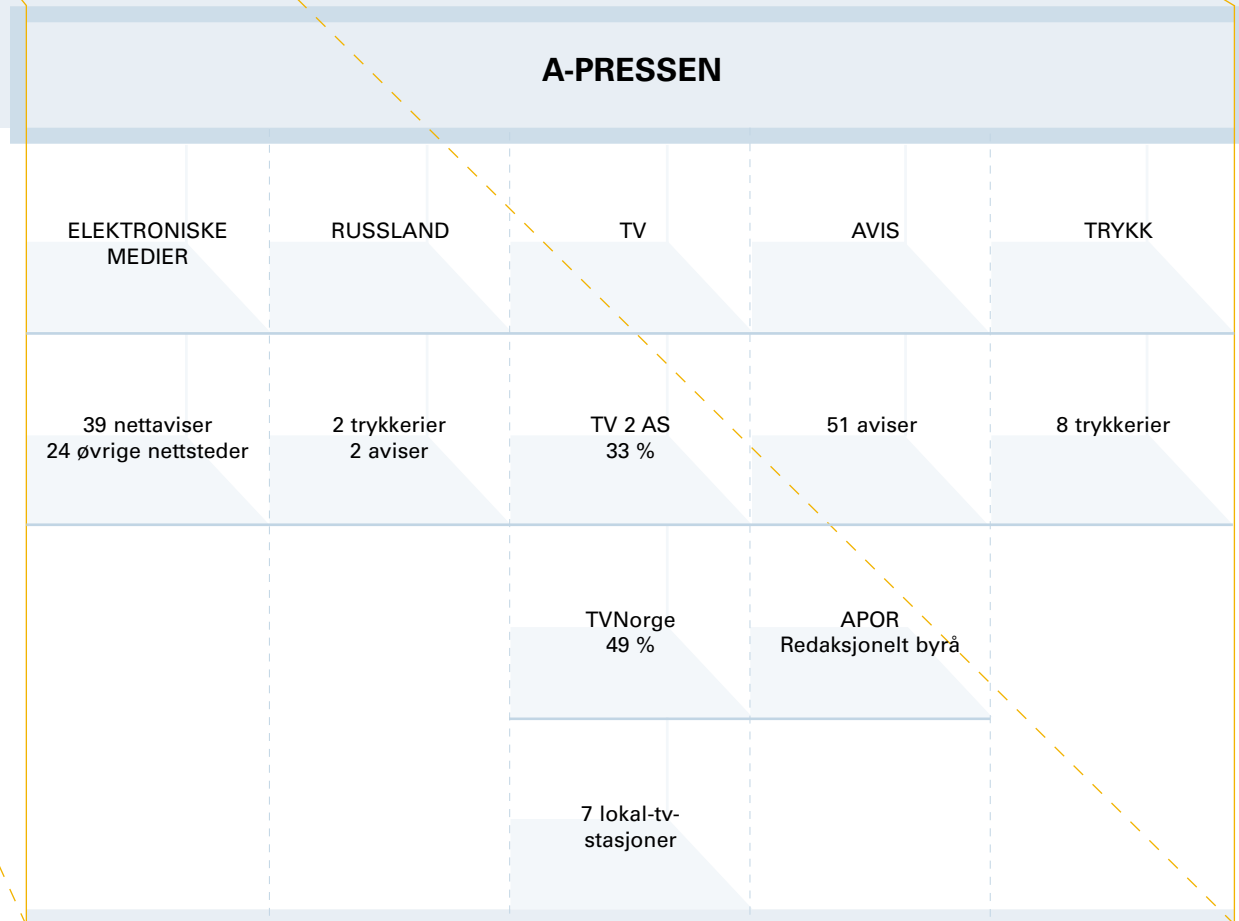 A-PRESSEN
ELEKTRONISKE
MEDIER
RUSSLAND
TV
AVIS
TRYKK
39 nettaviser
24 øvrige nettsteder
2 trykkerier
2 aviser
TV 2 AS
33 %
51 aviser
8 trykkerier
TVNorge
49 %
APOR
Redaksjonelt byrå
7 lokal-tv-
stasjoner